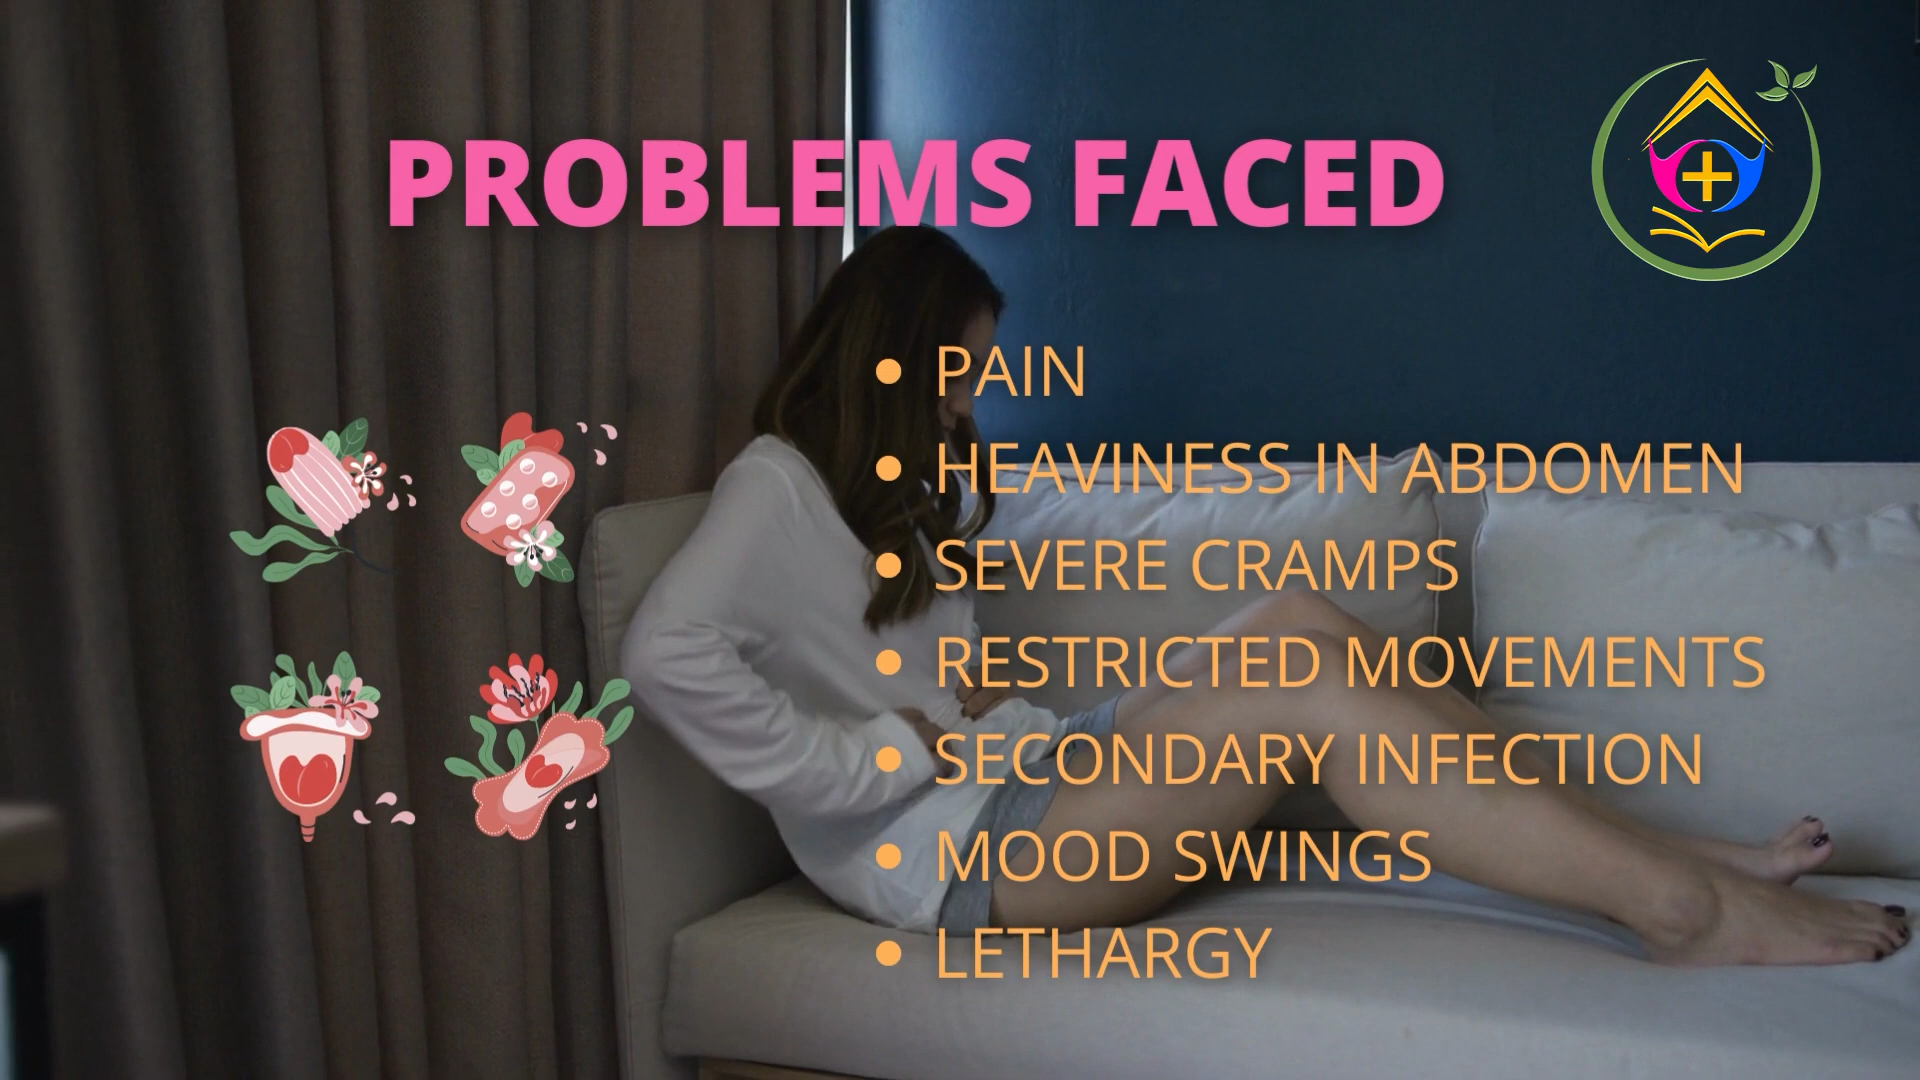 PROBLEMS FACED
• PAIN
• HEAVINESS IN ABDOMEN
• SEVERE CRAMPS
• RESTRICTED MOVEMENTS
• SECONDARY INFECTION
• MOOD SWINGS
• LETHARGY